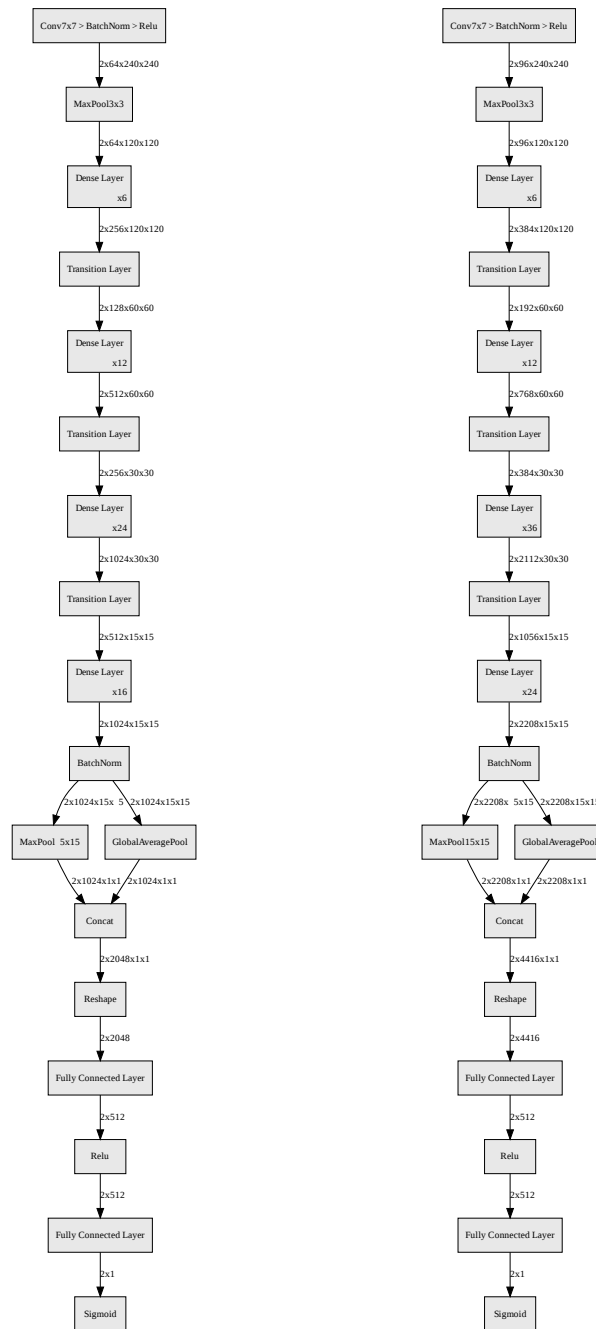 Conv7x7 > BatchNorm > Relu
2x64x240x240
MaxPool3x3
2x64x120x120
Dense Layer
x6
2x256x120x120
Transition Layer
2x128x60x60
Dense Layer
x12
2x512x60x60
Transition Layer
2x256x30x30
Dense Layer
x24
2x1024x30x30
Transition Layer
2x512x15x15
Dense Layer
x16
2x1024x15x15
BatchNorm
2x1024x15x 5 2x1024x15x15
MaxPool 5x15 GlobalAveragePool
2x1024x1x1 2x1024x1x1
Concat
2x2048x1x1
Reshape
2x2048
Fully Connected Layer
2x512
Relu
2x512
Fully Connected Layer
2x1
Sigmoid
Conv7x7 > BatchNorm > Relu
2x96x240x240
MaxPool3x3
2x96x120x120
Dense Layer
x6
2x384x120x120
Transition Layer
2x192x60x60
Dense Layer
x12
2x768x60x60
Transition Layer
2x384x30x30
Dense Layer
x36
2x2112x30x30
Transition Layer
2x1056x15x15
Dense Layer
x24
2x2208x15x15
BatchNorm
2x2208x 5x15 2x2208x15x15
MaxPool15x15 GlobalAveragePool
2x2208x1x1 2x2208x1x1
Concat
2x4416x1x1
Reshape
2x4416
Fully Connected Layer
2x512
Relu
2x512
Fully Connected Layer
2x1
Sigmoid